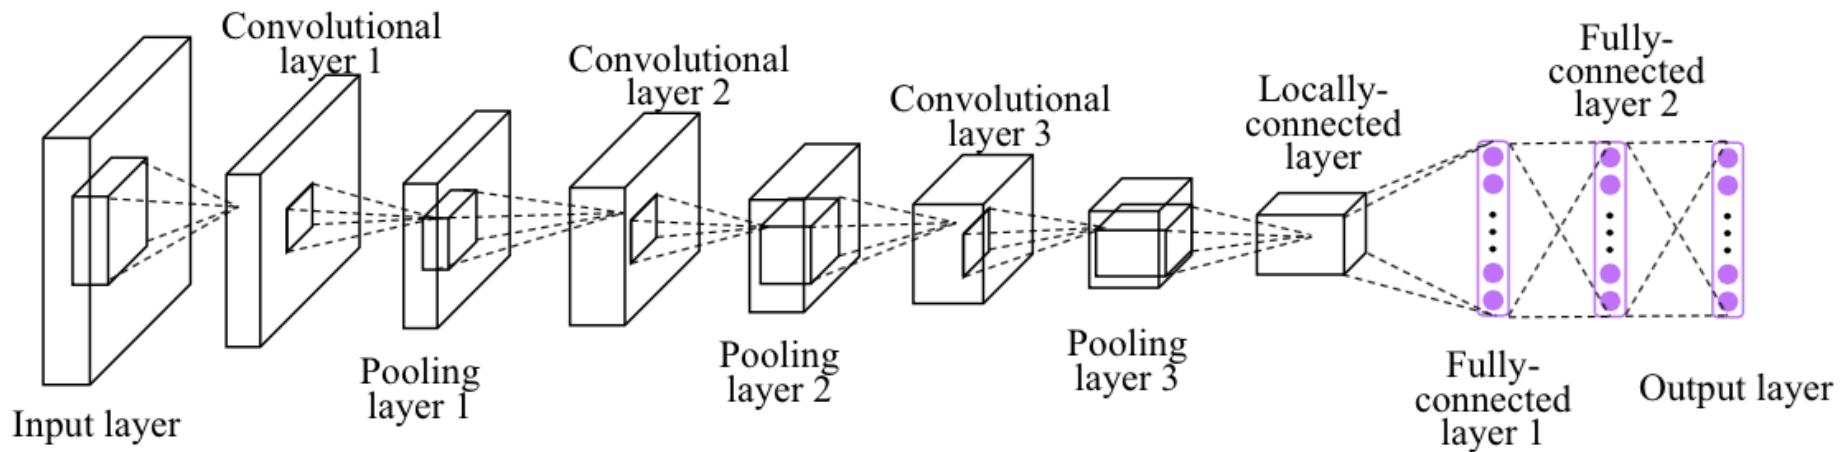 Convolutional
layer 1
Convolutional
layer 2
Convolutional
layer 3
Locally-
connected
layer
Fully-
connected
layer 2
Input layer
Pooling
layer 1
Pooling
layer 2
Pooling
layer 3
Fully-
connected
layer 1
Output layer